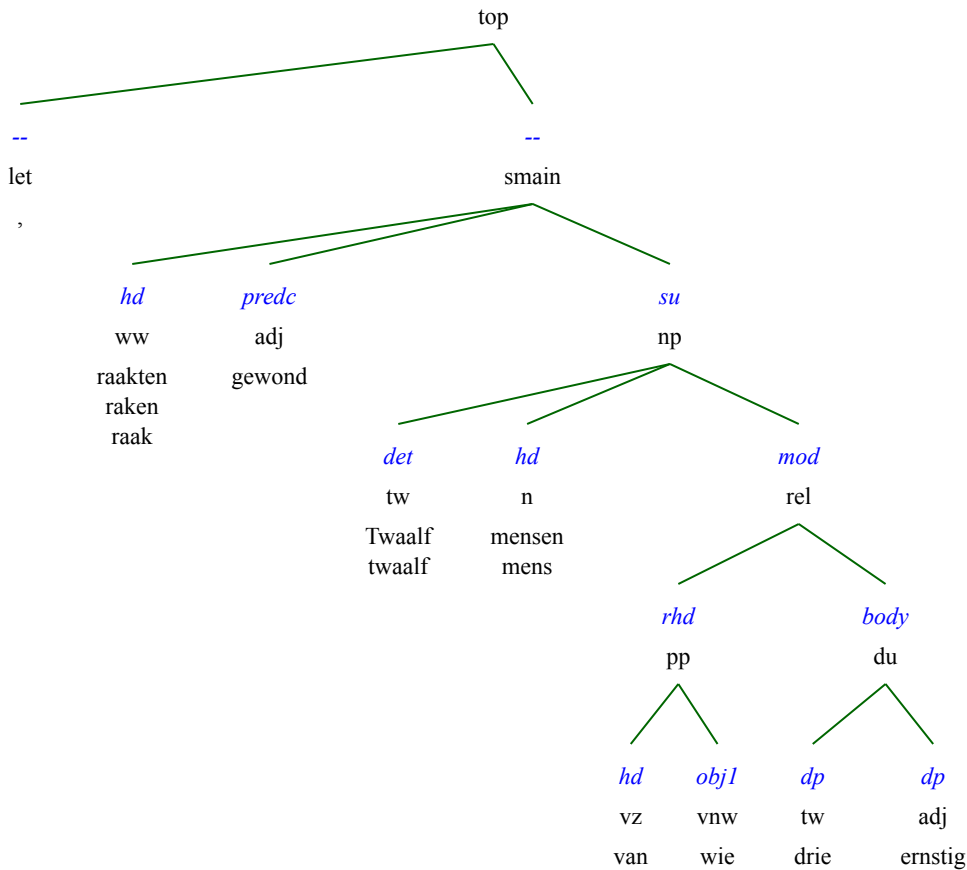 top
-- --
let smain
,
hd predc su
ww adj np
raakten gewond
raken
raak
det hd mod
tw n rel
Twaalf mensen
twaalf mens
rhd body
pp du
hd obj1 dp dp
vz vnw tw adj
van wie drie ernstig